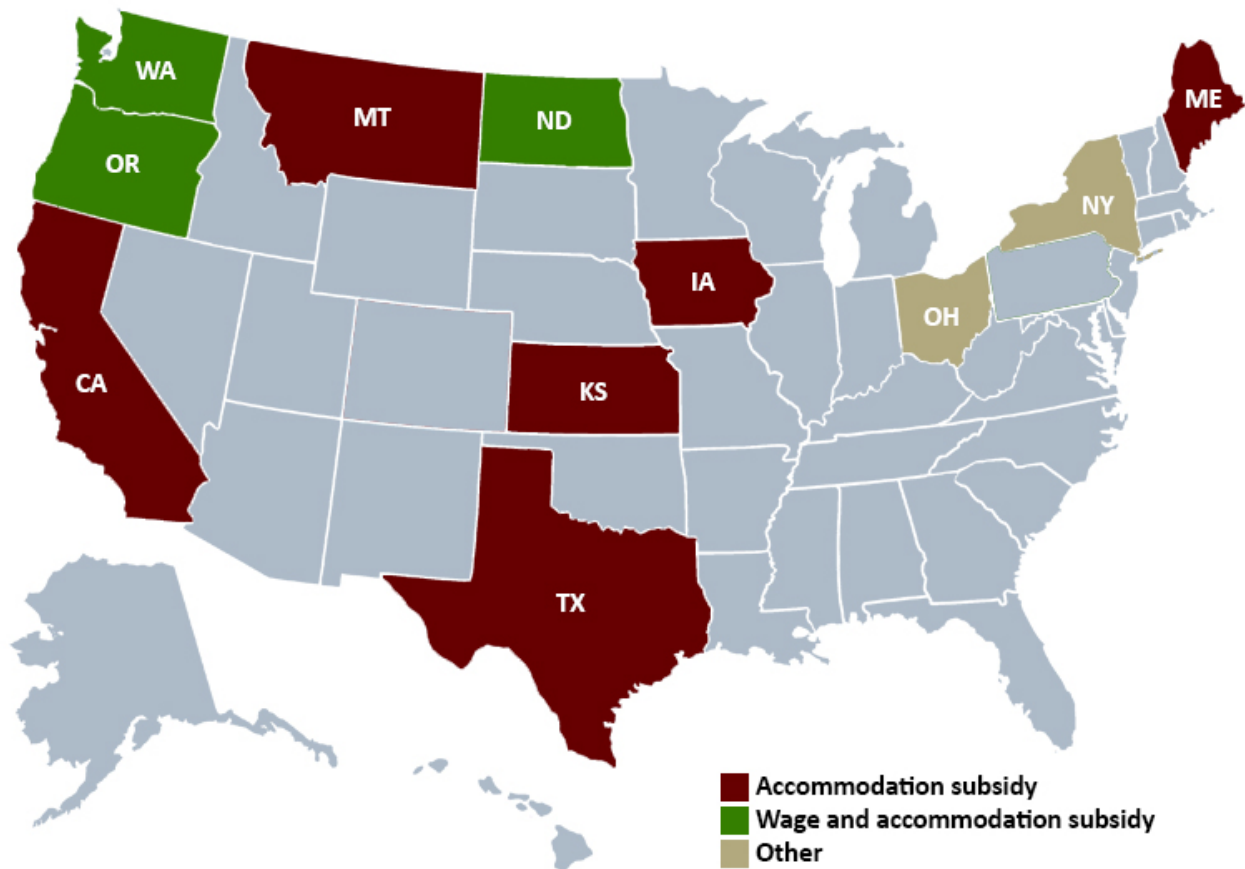 WA
MT
ND
ME
OR
NY
IA
OH
CA
KS
TX
Accommodation subsidy
Wage and accommodation subsidy
Other